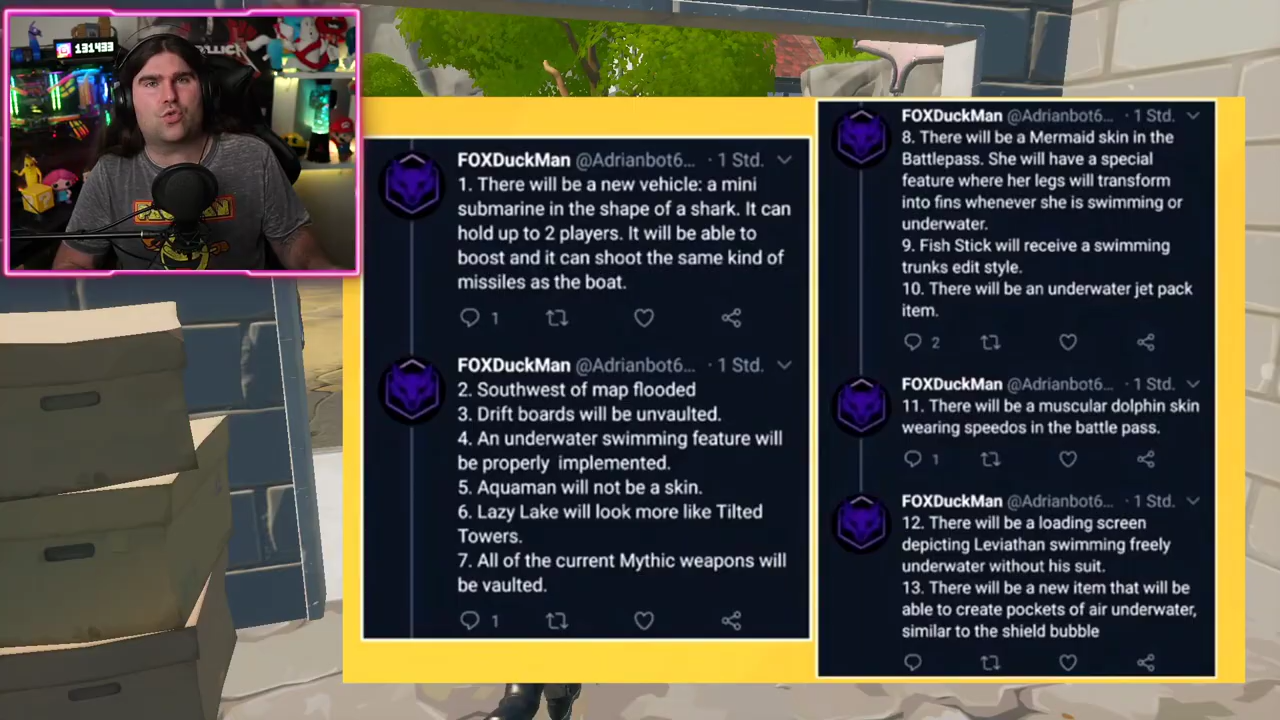 131433
FOXDuckMan @Adrianbot6... · 1 Std.
1. There will be a new vehicle: a mini
submarine in the shape of a shark. It can
hold up to 2 players. It will be able to
boost and it can shoot the same kind of
missiles as the boat.
1
FOXDuckMan @Adrianbot6... · 1 Std.
2. Southwest of map flooded
3. Drift boards will be unvaulted.
4. An underwater swimming feature will
be properly implemented.
5. Aquaman will not be a skin.
6. Lazy Lake will look more like Tilted
Towers.
7. All of the current Mythic weapons will
be vaulted.
1
FOXDuckMan @Adrianbot6... · 1 Std.
8. There will be a Mermaid skin in the
Battlepass. She will have a special
feature where her legs will transform
into fins whenever she is swimming or
underwater.
9. Fish Stick will receive a swimming
trunks edit style.
10. There will be an underwater jet pack
item.
2
FOXDuckMan @Adrianbot6... · 1 Std.
11. There will be a muscular dolphin skin
wearing speedos in the battle pass.
1
FOXDuckMan @Adrianbot6... · 1 Std.
12. There will be a loading screen
depicting Leviathan swimming freely
underwater without his suit.
13. There will be a new item that will be
able to create pockets of air underwater,
similar to the shield bubble